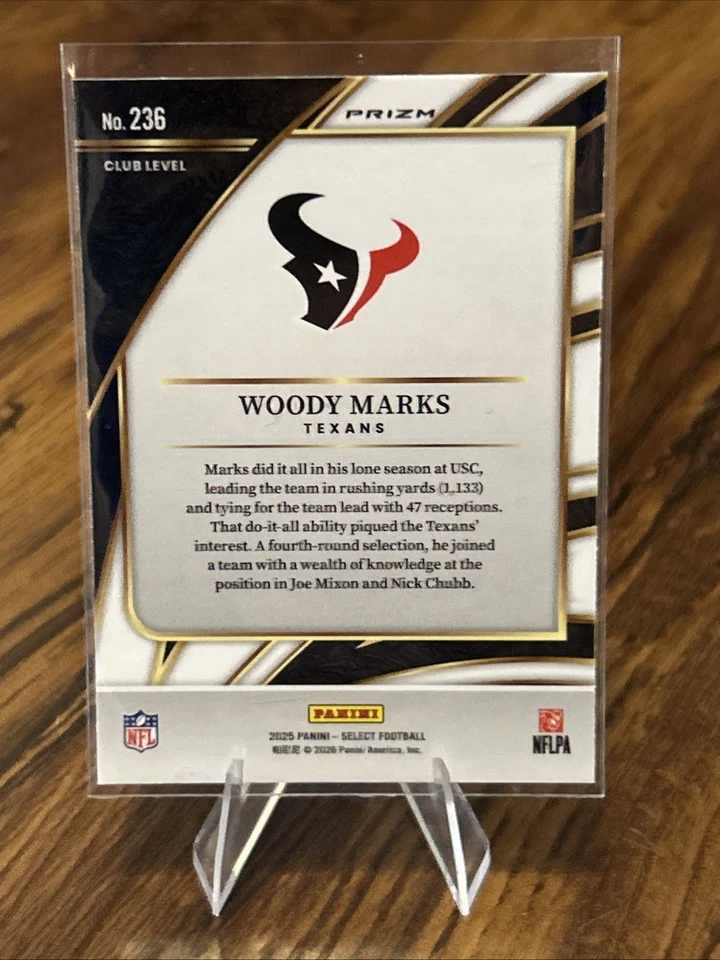 No. 236
PRIZM
CLUB LEVEL
WOODY MARKS
TEXANS
Marks did it all in his lone season at USC,
leading the team in rushing yards (1,133)
and tying for the team lead with 47 receptions.
That do-it-all ability piqued the Texans'
interest. A fourth-round selection, he joined
a team with a wealth of knowledge at the
position in Joe Mixon and Nick Chubb.
PANINI
NFL
2025 PANINI – SELECT FOOTBALL
© 2026 Panini America, Inc.
NFLPA